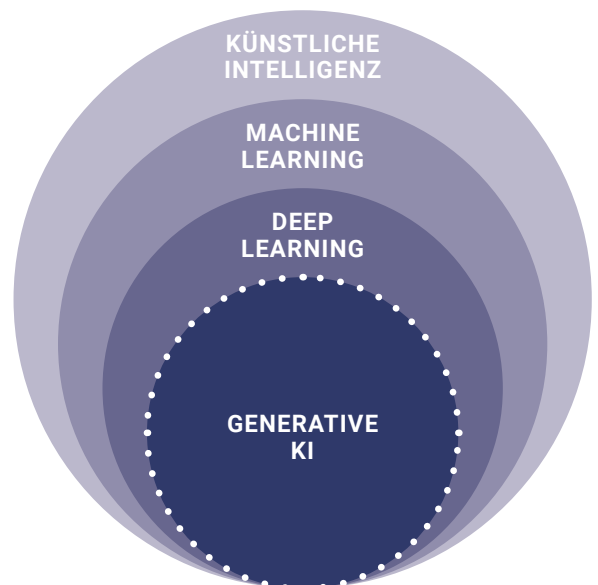 KÜNSTLICHE
INTELLIGENZ
MACHINE
LEARNING
DEEP
LEARNING
GENERATIVE
KI